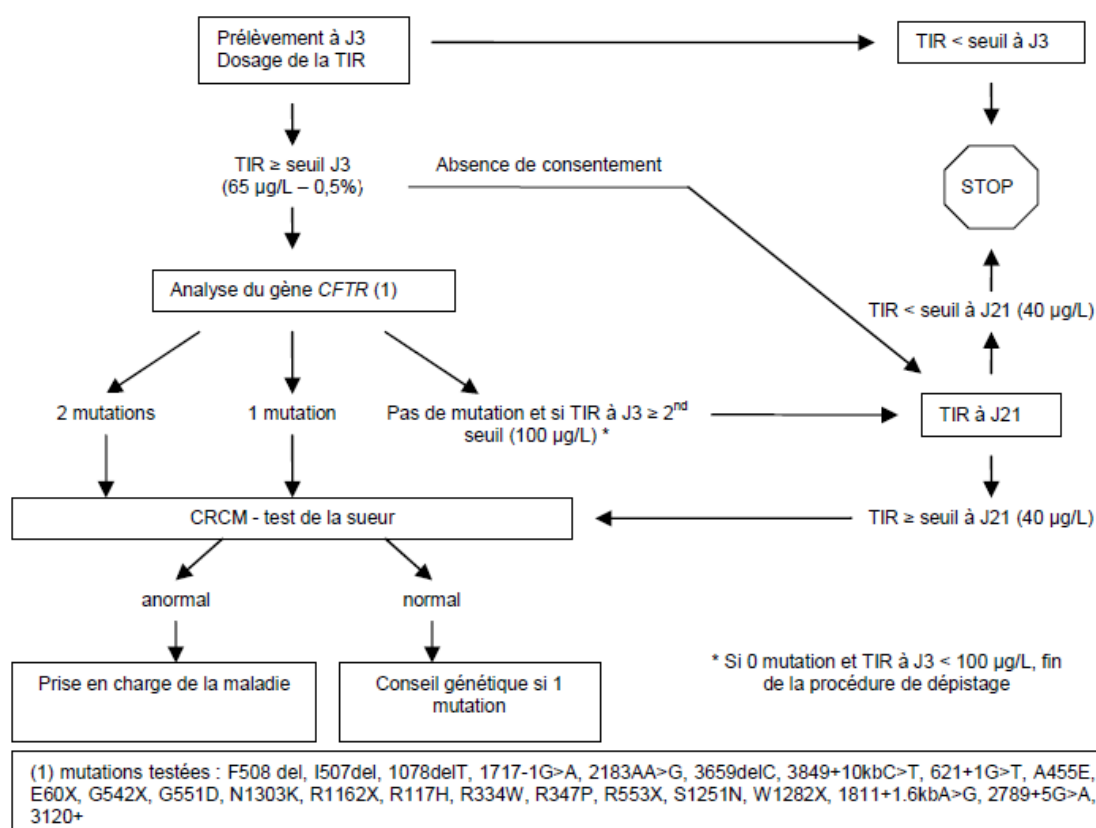 Prélèvement à J3
Dosage de la TIR
TIR < seuil à J3
TIR ≥ seuil J3
(65 µg/L – 0,5%)
Absence de consentement
STOP
Analyse du gène CFTR (1)
TIR < seuil à J21 (40 µg/L)
2 mutations
1 mutation
Pas de mutation et si TIR à J3 ≥ 2nd
seuil (100 µg/L) *
TIR à J21
CRCM - test de la sueur
TIR ≥ seuil à J21 (40 µg/L)
anormal
normal
Prise en charge de la maladie
Conseil génétique si 1
mutation
* Si 0 mutation et TIR à J3 < 100 µg/L, fin
de la procédure de dépistage
(1) mutations testées : F508 del, I507del, 1078delT, 1717-1G>A, 2183AA>G, 3659delC, 3849+10kbC>T, 621+1G>T, A455E,
E60X, G542X, G551D, N1303K, R1162X, R117H, R334W, R347P, R553X, S1251N, W1282X, 1811+1.6kbA>G, 2789+5G>A,
3120+